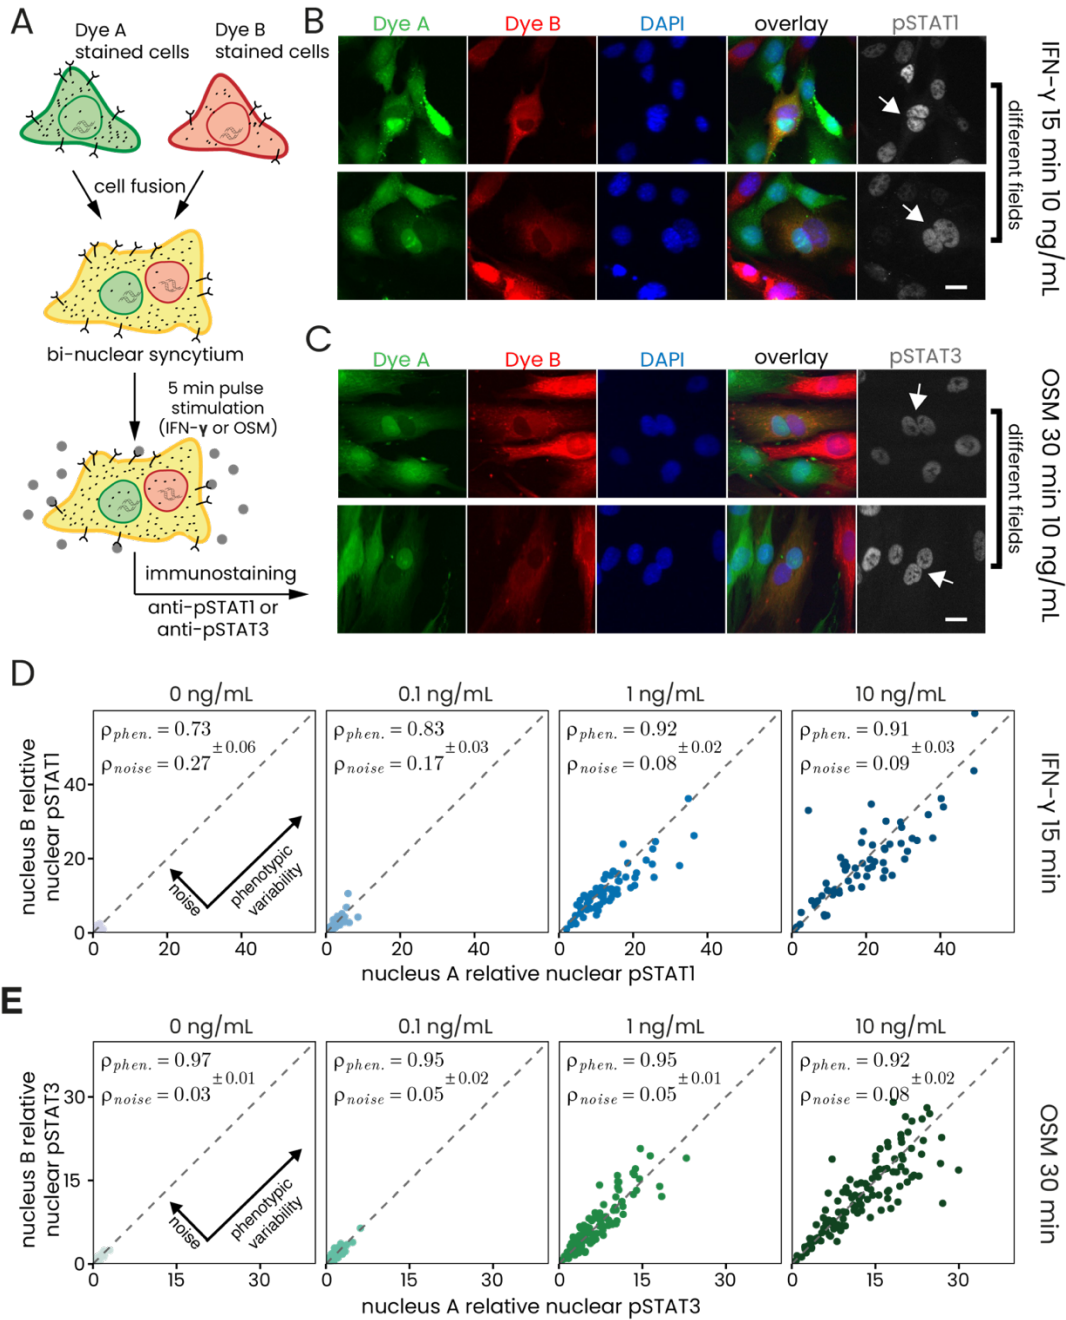 A
Dye A
stained cells
Dye B
stained cells
cell fusion
bi-nuclear syncytium
5 min pulse
stimulation
(IFN-γ or OSM)
immunostaining
anti-pSTAT1 or
anti-pSTAT3
B
Dye A Dye B DAPI overlay pSTAT1
different fields
IFN-γ 15 min 10 ng/mL
C
Dye A Dye B DAPI overlay pSTAT3
different fields
OSM 30 min 10 ng/mL
D
0 ng/mL 0.1 ng/mL 1 ng/mL 10 ng/mL
ρphen. = 0.73 ρphen. = 0.83 ρphen. = 0.92 ρphen. = 0.91
± 0.06 ± 0.03 ± 0.02 ± 0.03
ρnoise = 0.27 ρnoise = 0.17 ρnoise = 0.08 ρnoise = 0.09
nucleus B relative
nuclear pSTAT1
40
20
0
noise
phenotypic
variability
0 20 40 0 20 40 0 20 40 0 20 40
nucleus A relative nuclear pSTAT1
IFN-γ 15 min
E
0 ng/mL 0.1 ng/mL 1 ng/mL 10 ng/mL
ρphen. = 0.97 ρphen. = 0.95 ρphen. = 0.95 ρphen. = 0.92
± 0.01 ± 0.02 ± 0.01 ± 0.02
ρnoise = 0.03 ρnoise = 0.05 ρnoise = 0.05 ρnoise = 0.08
nucleus B relative
nuclear pSTAT3
30
15
0
noise
phenotypic
variability
0 15 30 0 15 30 0 15 30 0 15 30
nucleus A relative nuclear pSTAT3
OSM 30 min